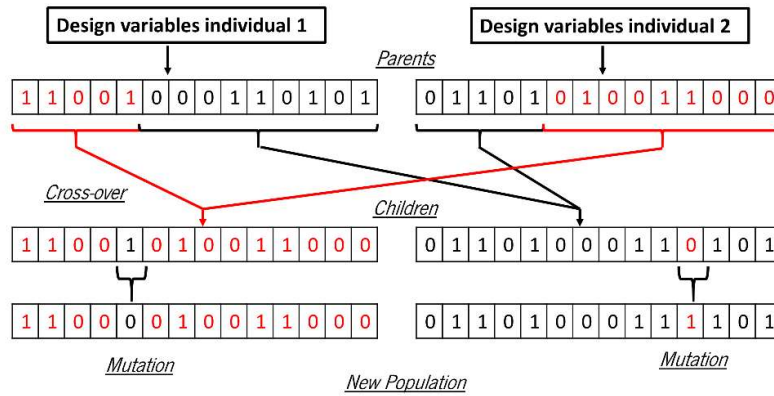 Design variables individual 1
Design variables individual 2
Parents
1 1 0 0 1 0 0 0 1 1 0 1 0 1
0 1 1 0 1 0 1 0 0 1 1 0 0 0
Cross-over
Children
1 1 0 0 1 0 1 0 0 1 1 0 0 0
0 1 1 0 1 0 0 0 1 1 0 1 0 1
1 1 0 0 0 0 1 0 0 1 1 0 0 0
0 1 1 0 1 0 0 0 1 1 1 1 0 1
Mutation
Mutation
New Population